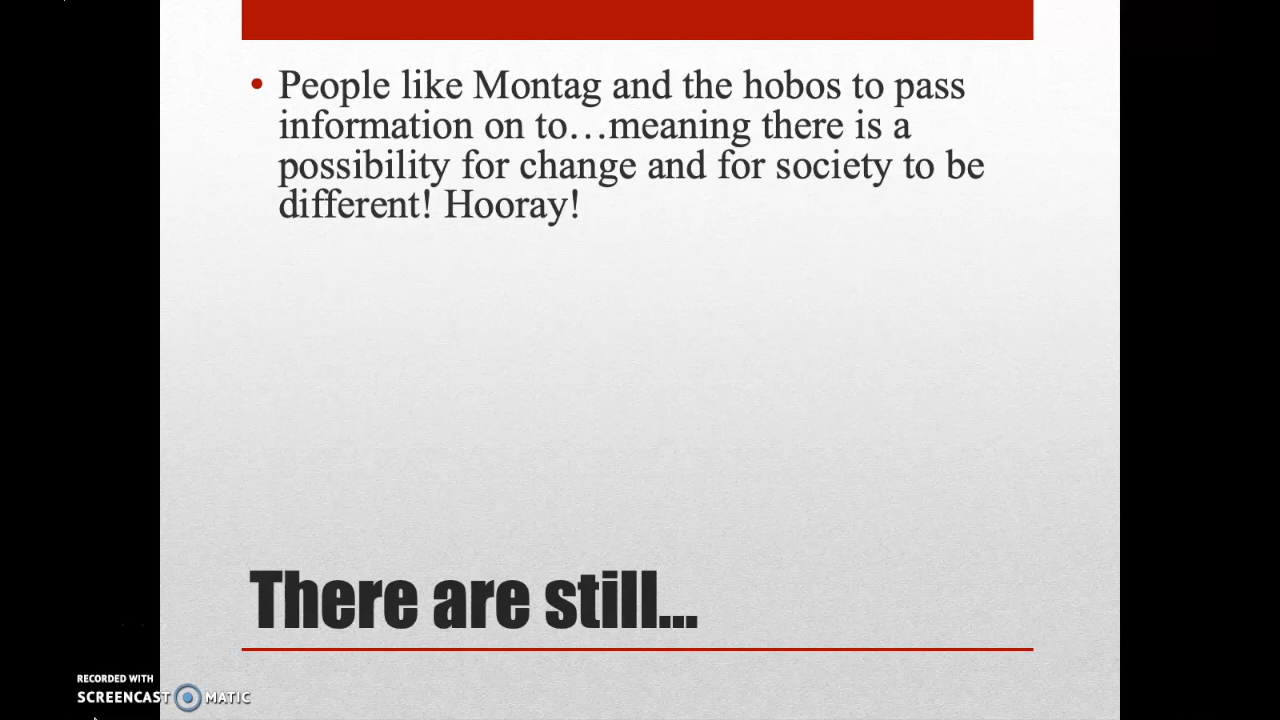 • People like Montag and the hobos to pass
information on to…meaning there is a
possibility for change and for society to be
different! Hooray!
There are still...
RECORDED WITH
SCREENCAST MATIC